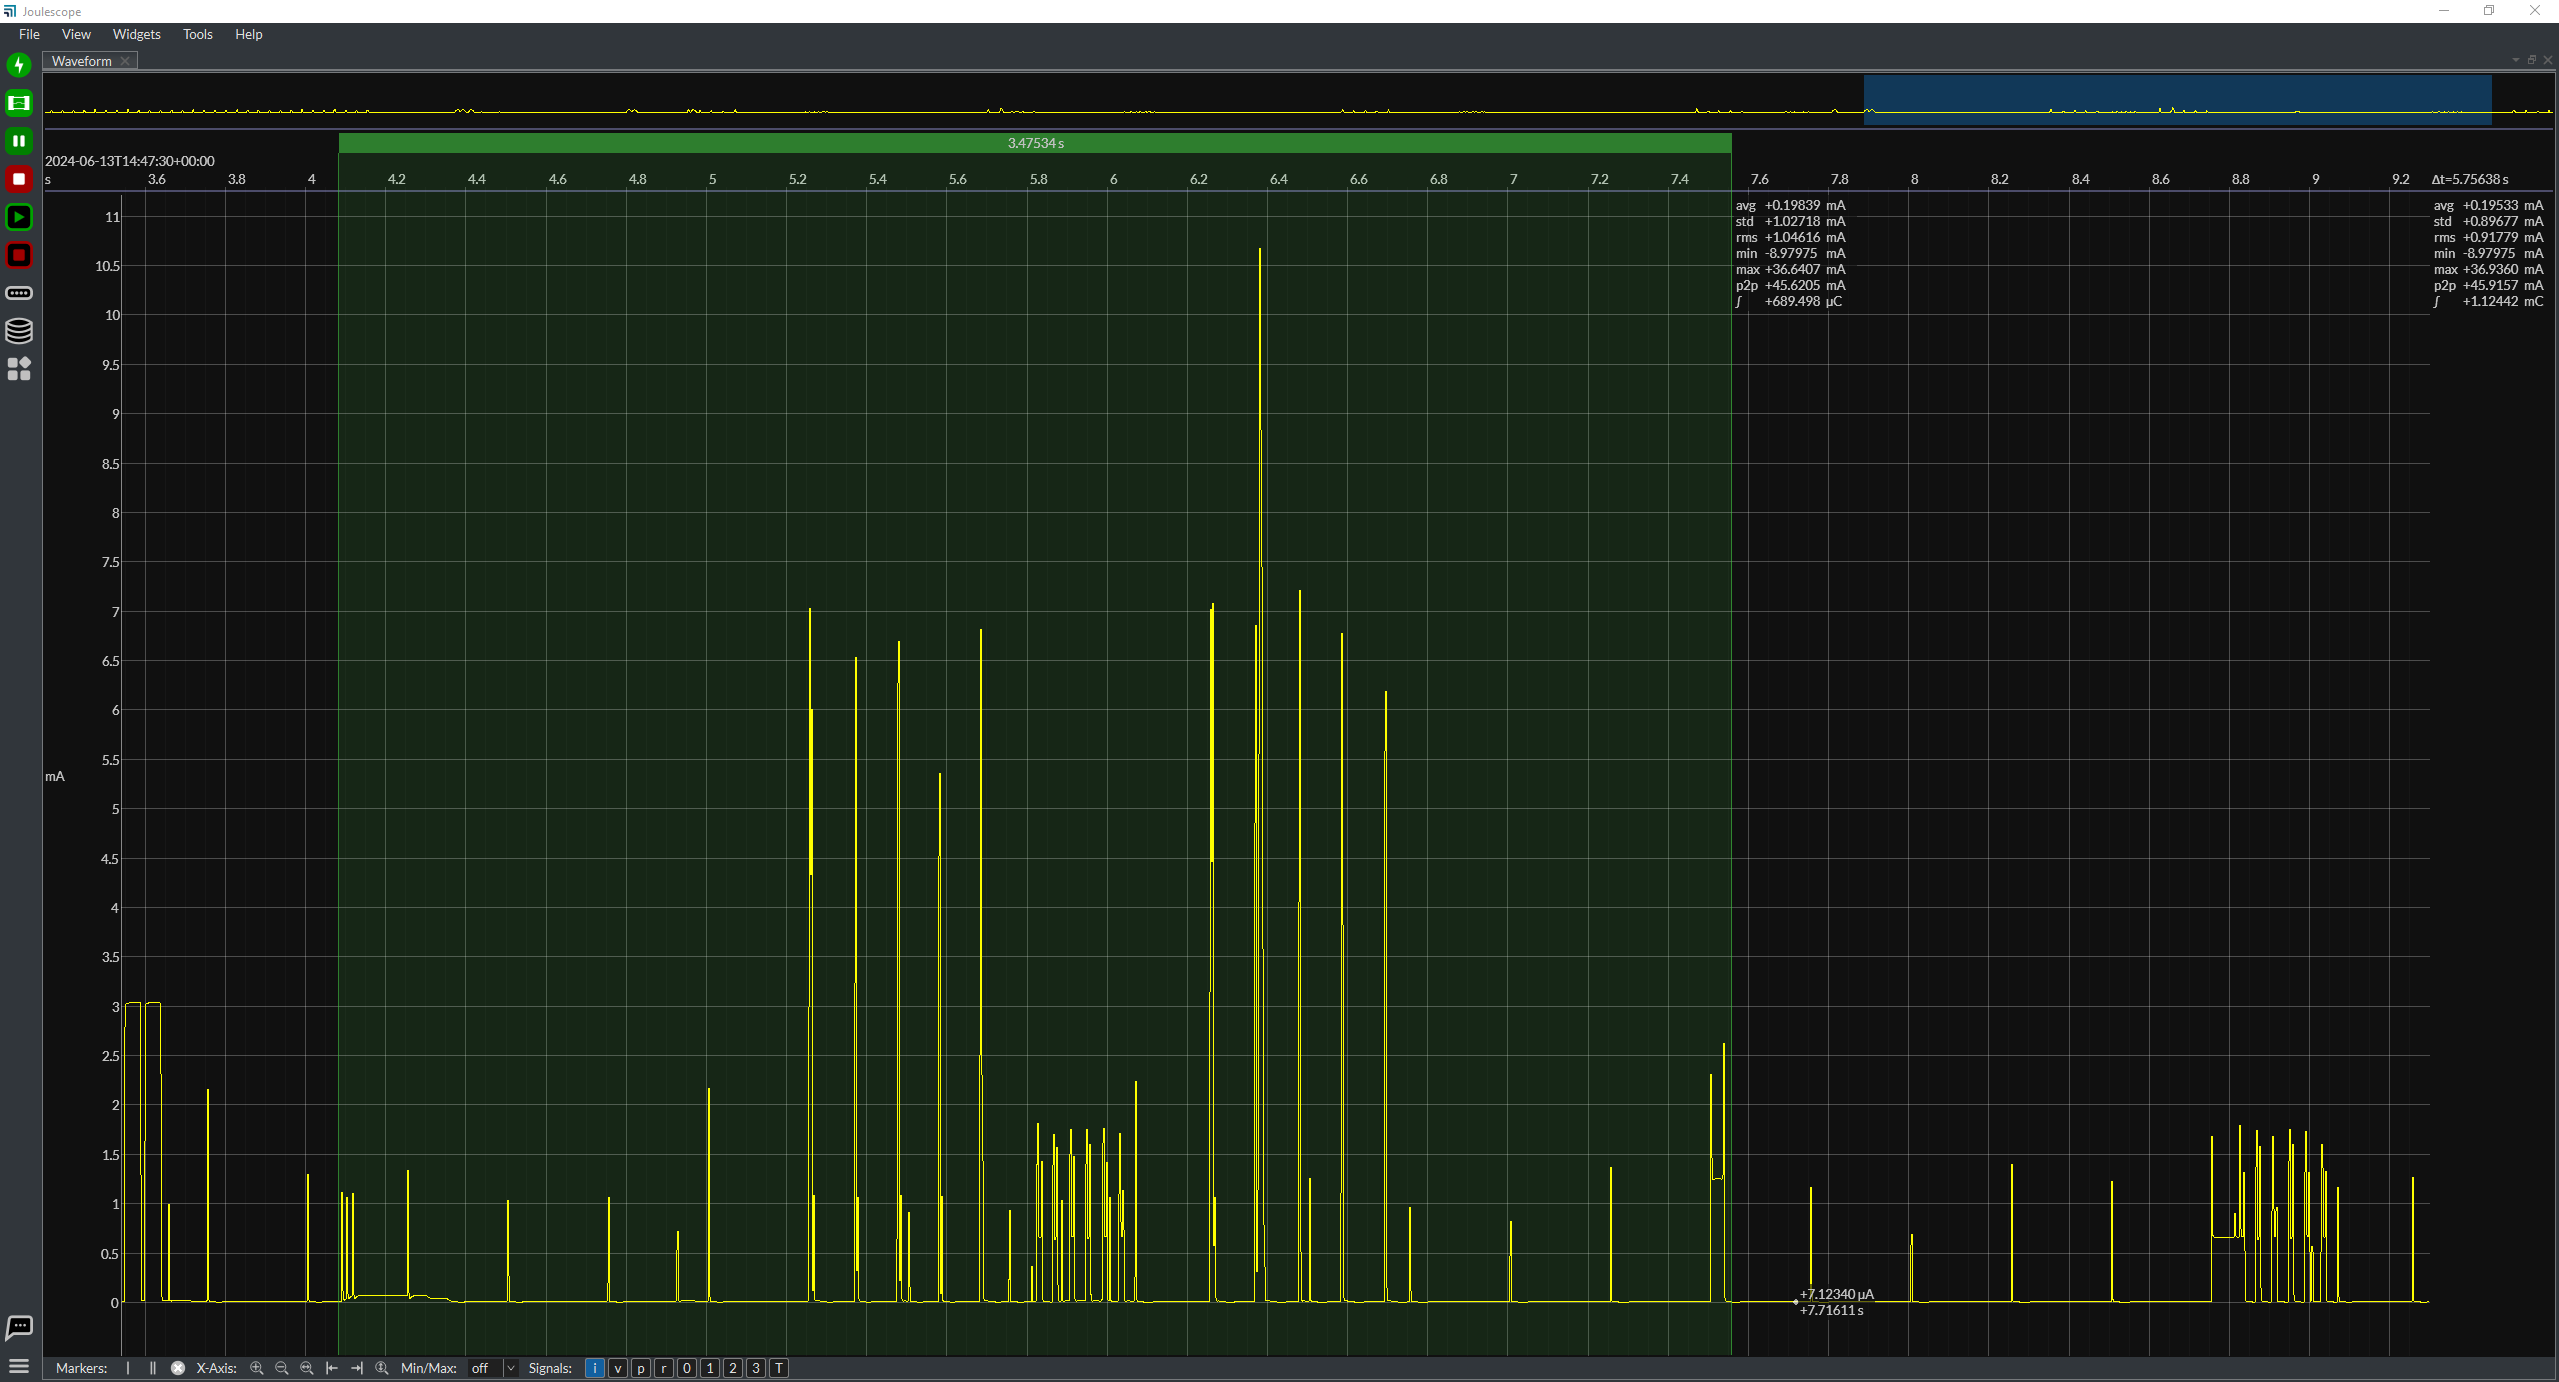 Joulescope
File View Widgets Tools Help
Waveform
3.47534 s
2024-06-13T14:47:30+00:00
s 3.6 3.8 4 4.2 4.4 4.6 4.8 5 5.2 5.4 5.6 5.8 6 6.2 6.4 6.6 6.8 7 7.2 7.4 7.6 7.8 8 8.2 8.4 8.6 8.8 9 9.2 Δt=5.75638 s
avg +0.19839 mA
std +1.02718 mA
rms +1.04616 mA
min -8.97975 mA
max +36.6407 mA
p2p +45.6205 mA
∫ +689.498 µC
avg +0.19533 mA
std +0.89677 mA
rms +0.91779 mA
min -8.97975 mA
max +36.9360 mA
p2p +45.9157 mA
∫ +1.12442 mC
11
10.5
10
9.5
9
8.5
8
7.5
7
6.5
6
5.5
mA
5
4.5
4
3.5
3
2.5
2
1.5
1
0.5
0
+7.12340 µA
+7.71611 s
Markers: X-Axis: Min/Max: off Signals: i v p r 0 1 2 3 T